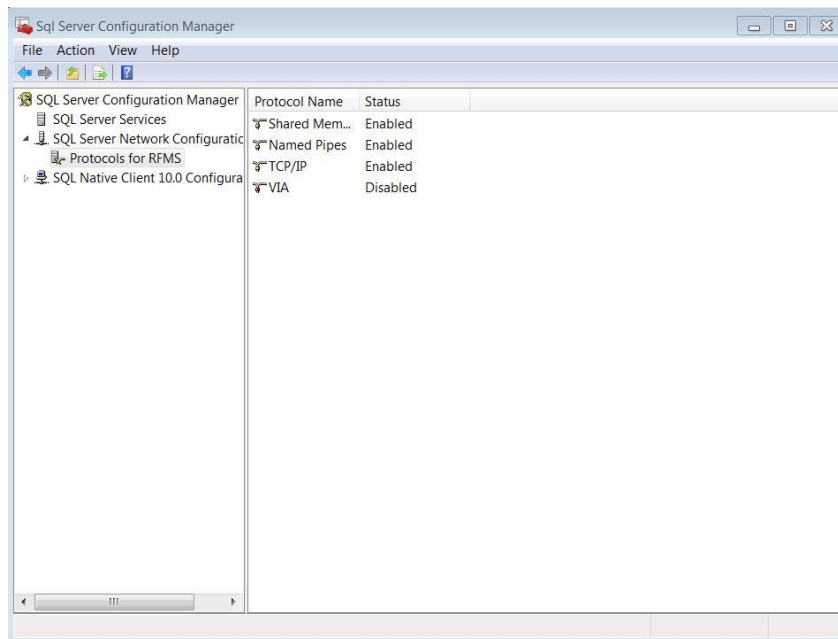 Sql Server Configuration Manager
File Action View Help
SQL Server Configuration Manager
SQL Server Services
SQL Server Network Configuratic
Protocols for RFMS
SQL Native Client 10.0 Configura
Protocol Name Status
Shared Mem... Enabled
Named Pipes Enabled
TCP/IP Enabled
VIA Disabled